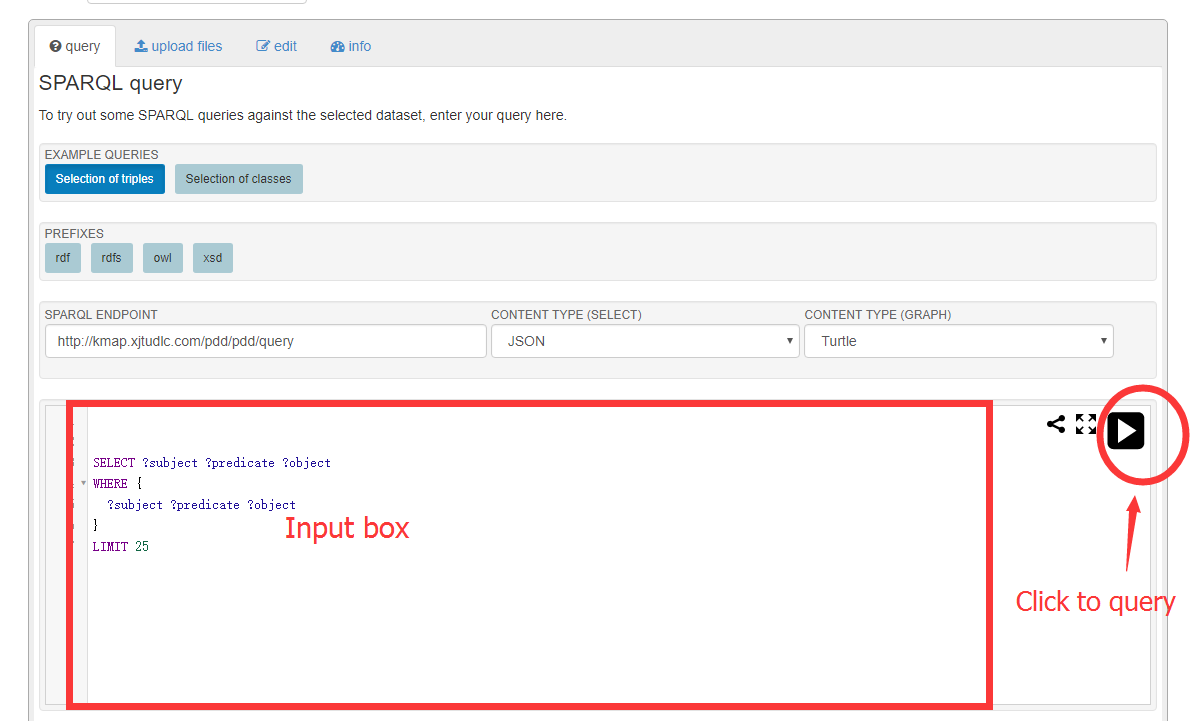 query upload files edit info
SPARQL query
To try out some SPARQL queries against the selected dataset, enter your query here.
EXAMPLE QUERIES
Selection of triples Selection of classes
PREFIXES
rdf rdfs owl xsd
SPARQL ENDPOINT CONTENT TYPE (SELECT) CONTENT TYPE (GRAPH)
http://kmap.xjtudlc.com/pdd/pdd/query JSON Turtle
SELECT ?subject ?predicate ?object
WHERE {
?subject ?predicate ?object
}
Input box
LIMIT 25
Click to query